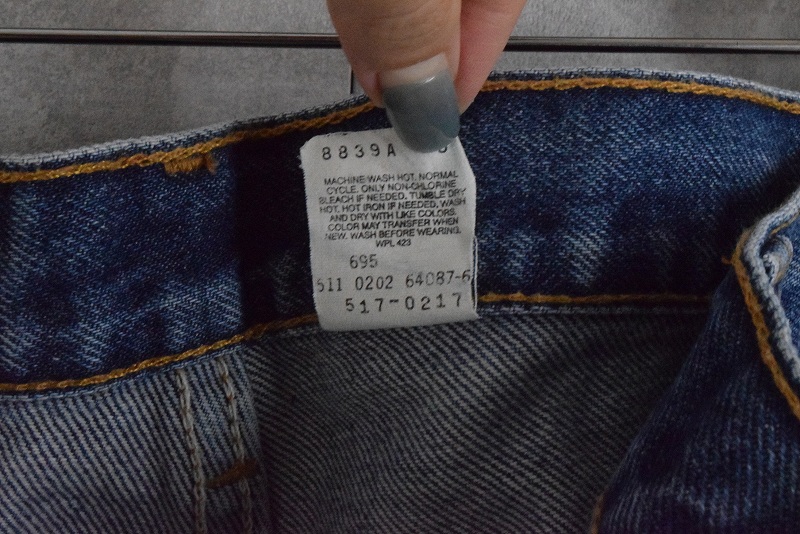 8839A
MACHINE WASH HOT, NORMAL
CYCLE. ONLY NON-CHLORINE
BLEACH IF NEEDED. TUMBLE DRY
HOT. HOT IRON IF NEEDED. WASH
AND DRY WITH LIKE COLORS.
COLOR MAY TRANSFER WHEN
NEW. WASH BEFORE WEARING.
WPL 423
695
511 0202 64087-6
517-0217